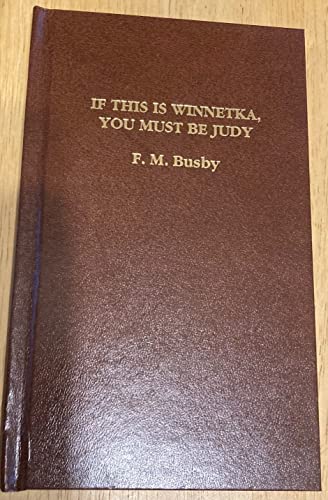 IF THIS IS WINNETKA,
YOU MUST BE JUDY
F. M. Busby